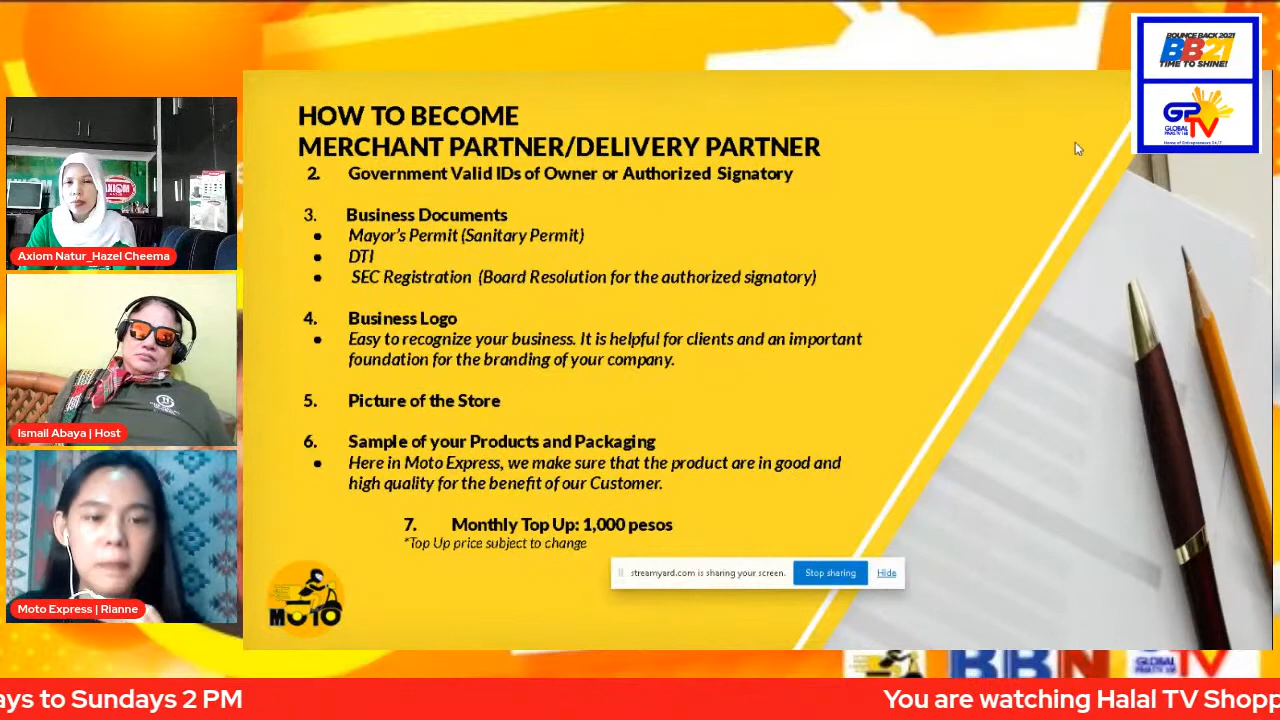 BOUNCE BACK 2021
BB21
TIME TO SHINE!
GPTV
GLOBAL
HOW TO BECOME
MERCHANT PARTNER/DELIVERY PARTNER
2. Government Valid IDs of Owner or Authorized Signatory
3. Business Documents
• Mayor's Permit (Sanitary Permit)
• DTI
• SEC Registration (Board Resolution for the authorized signatory)
4. Business Logo
• Easy to recognize your business. It is helpful for clients and an important
foundation for the branding of your company.
5. Picture of the Store
6. Sample of your Products and Packaging
• Here in Moto Express, we make sure that the product are in good and
high quality for the benefit of our Customer.
7. Monthly Top Up: 1,000 pesos
*Top Up price subject to change
streamyard.com is sharing your screen. Stop sharing Hide
MOTO
AXIOM
Axiom Natur_Hazel Cheema
Ismail Abaya | Host
Moto Express | Rianne
BBN
TV
ays to Sundays 2 PM
You are watching Halal TV Shopp